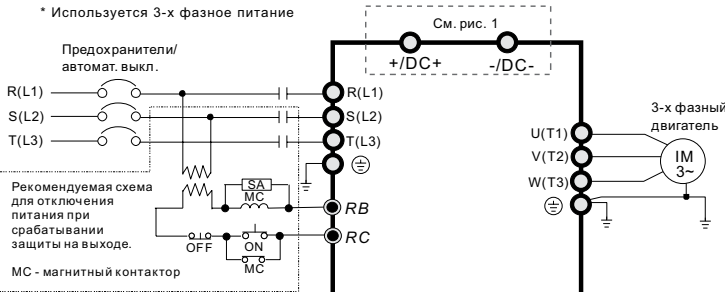 * Используется 3-х фазное питание
См. рис. 1
Предохранители/
автомат. выкл.
+/DC+
-/DC-
R(L1)
R(L1)
S(L2)
S(L2)
T(L3)
T(L3)
3-х фазный
двигатель
U(T1)
V(T2)
W(T3)
IM
3~
Рекомендуемая схема
для отключения
питания при
срабатывании
защиты на выходе.
МС - магнитный контактор
SA
MC
OFF
ON
MC
RB
RC